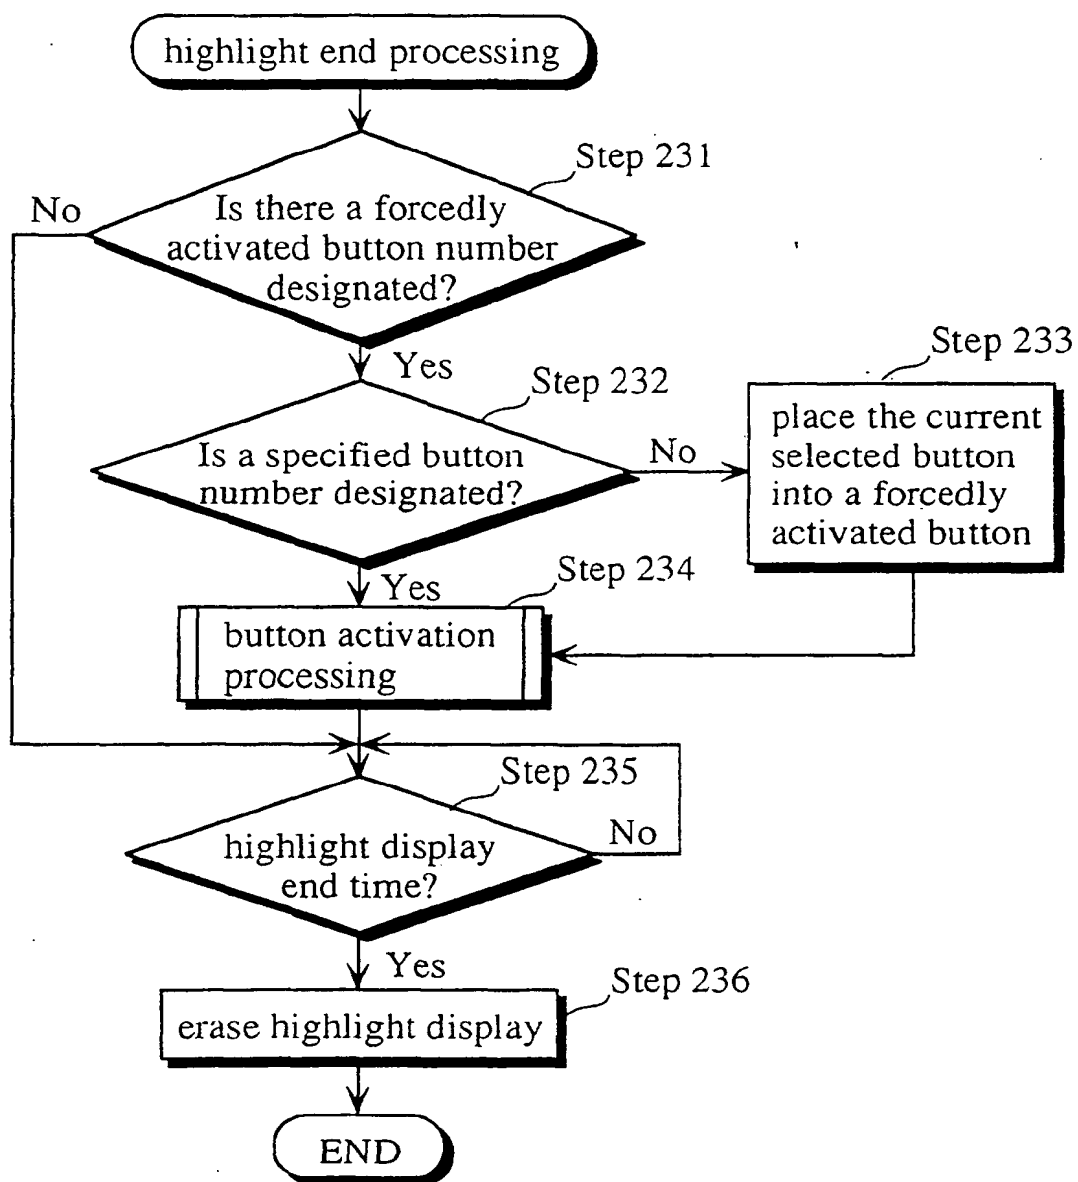 highlight end processing
Step 231
No
Is there a forcedly
activated button number
designated?
Yes
Step 232
Step 233
Is a specified button
number designated?
No
place the current
selected button
into a forcedly
activated button
Yes
Step 234
button activation
processing
Step 235
highlight display
end time?
No
Yes
Step 236
erase highlight display
END